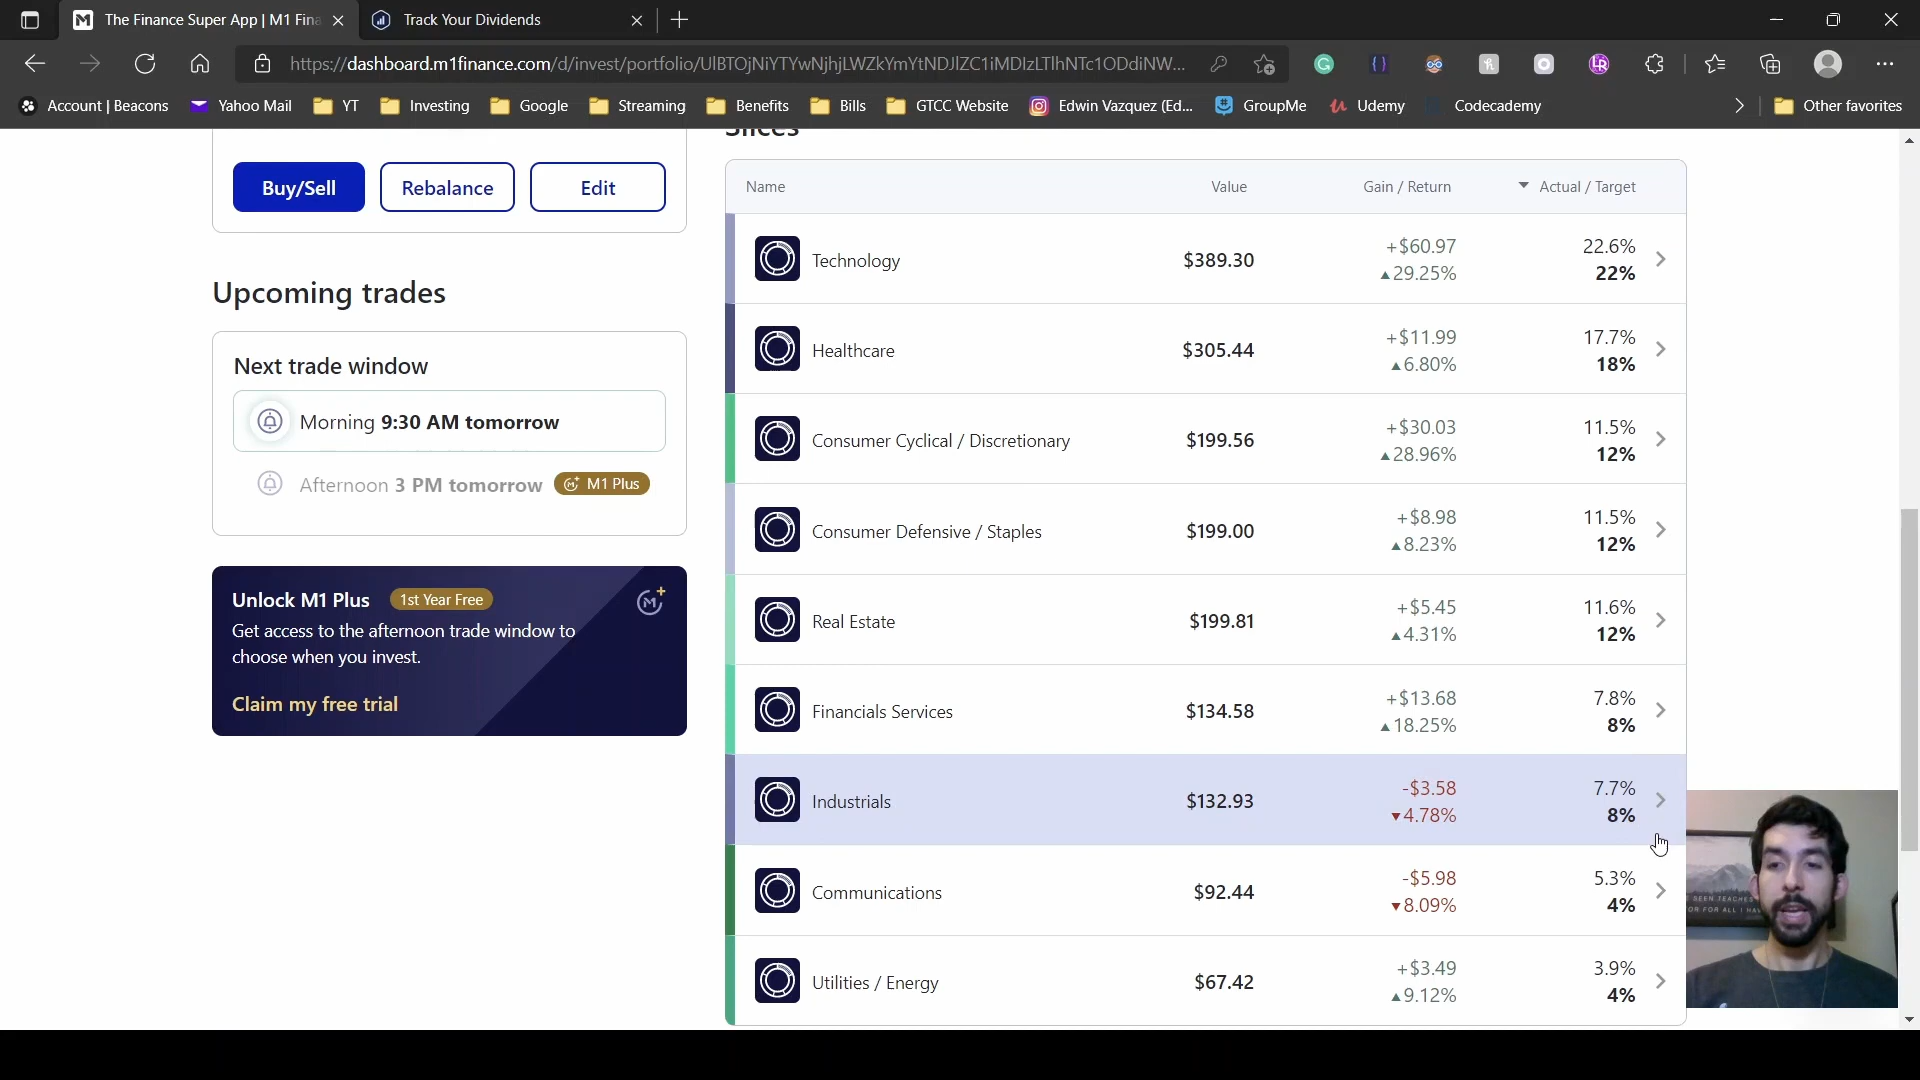 The Finance Super App | M1 Fina
Track Your Dividends
https://dashboard.m1finance.com/d/invest/portfolio/
Account | Beacons
Yahoo Mail
YT
Investing
Google
Streaming
Benefits
Bills
GTCC Website
Edwin Vazquez (Ed...
GroupMe
Udemy
Codecademy
Other favorites
Buy/Sell
Rebalance
Edit
Upcoming trades
Next trade window
Morning 9:30 AM tomorrow
Afternoon 3 PM tomorrow M1 Plus
Unlock M1 Plus 1st Year Free
Get access to the afternoon trade window to
choose when you invest.
Claim my free trial
Slices
Name Value Gain / Return Actual / Target
Technology $389.30 +$60.97 22.6%
▲29.25% 22%
Healthcare $305.44 +$11.99 17.7%
▲6.80% 18%
Consumer Cyclical / Discretionary $199.56 +$30.03 11.5%
▲28.96% 12%
Consumer Defensive / Staples $199.00 +$8.98 11.5%
▲8.23% 12%
Real Estate $199.81 +$5.45 11.6%
▲4.31% 12%
Financials Services $134.58 +$13.68 7.8%
▲18.25% 8%
Industrials $132.93 -$3.58 7.7%
▼4.78% 8%
Communications $92.44 -$5.98 5.3%
▼8.09% 4%
Utilities / Energy $67.42 +$3.49 3.9%
▲9.12% 4%